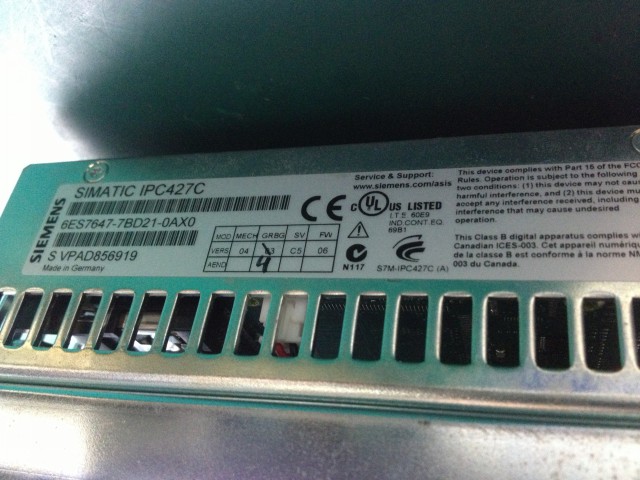 SIEMENS
SIMATIC IPC427C
6ES7647-7BD21-0AX0
S VPAD856919
Made in Germany
MOD MECH GRBG SV FW
VERS 04 03 C5 06
AEND 4
CE
C UL US LISTED
I.T.E. 60E9
IND.CONT.EQ.
69B1
N117
S7M-IPC427C (A)
Service & Support:
www.siemens.com/asis
This device complies with Part 15 of the FCC
Rules. Operation is subject to the following
two conditions: (1) this device may not cau
harmful interference, and (2) this device m
accept any interference received, including
interference that may cause undesired
operation.
This Class B digital apparatus complies w
Canadian ICES-003. Cet appareil numériqu
de la classe B est conforme à la norme NM
003 du Canada.